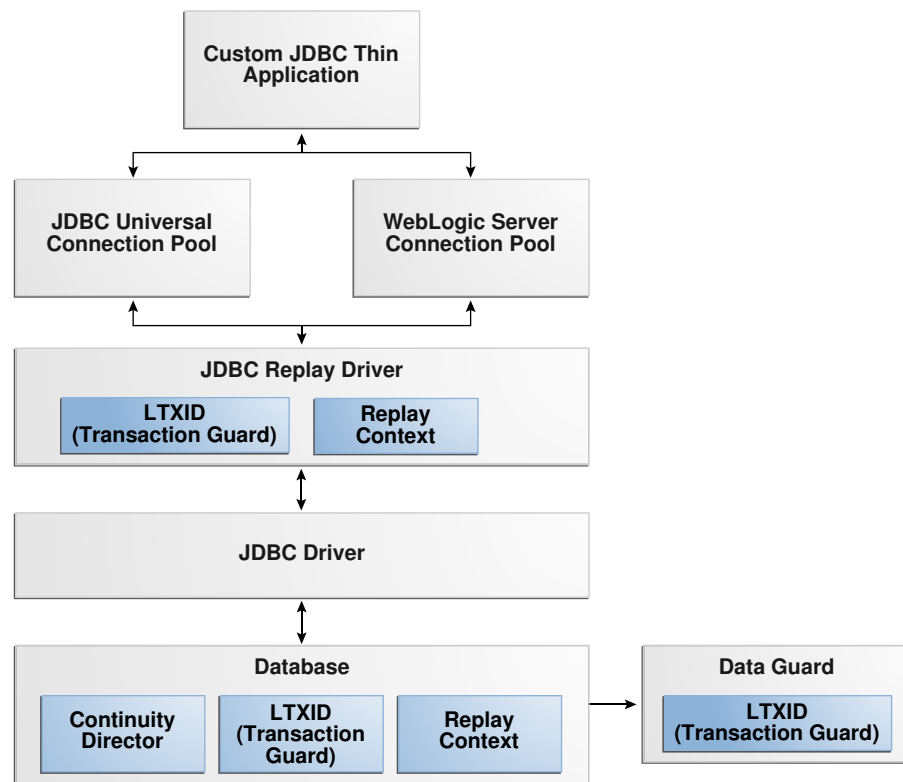 Custom JDBC Thin
Application
JDBC Universal
Connection Pool
WebLogic Server
Connection Pool
JDBC Replay Driver
LTXID
(Transaction Guard)
Replay
Context
JDBC Driver
Database
Continuity
Director
LTXID
(Transaction
Guard)
Replay
Context
Data Guard
LTXID
(Transaction Guard)